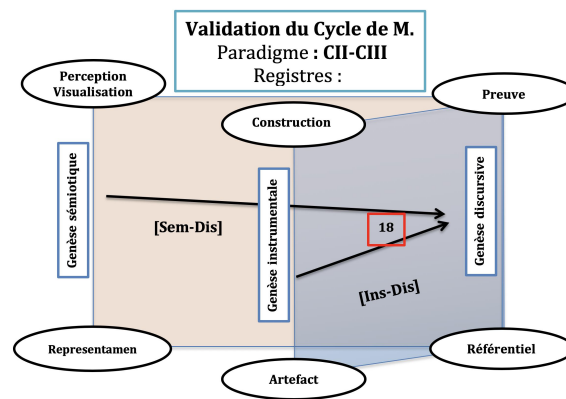 Validation du Cycle de M.
Paradigme : CII-CIII
Registres :
Perception
Visualisation
Preuve
Construction
Genèse sémiotique
Genèse instrumentale
Genèse discursive
18
[Sem-Dis]
[Ins-Dis]
Representamen
Référentiel
Artefact